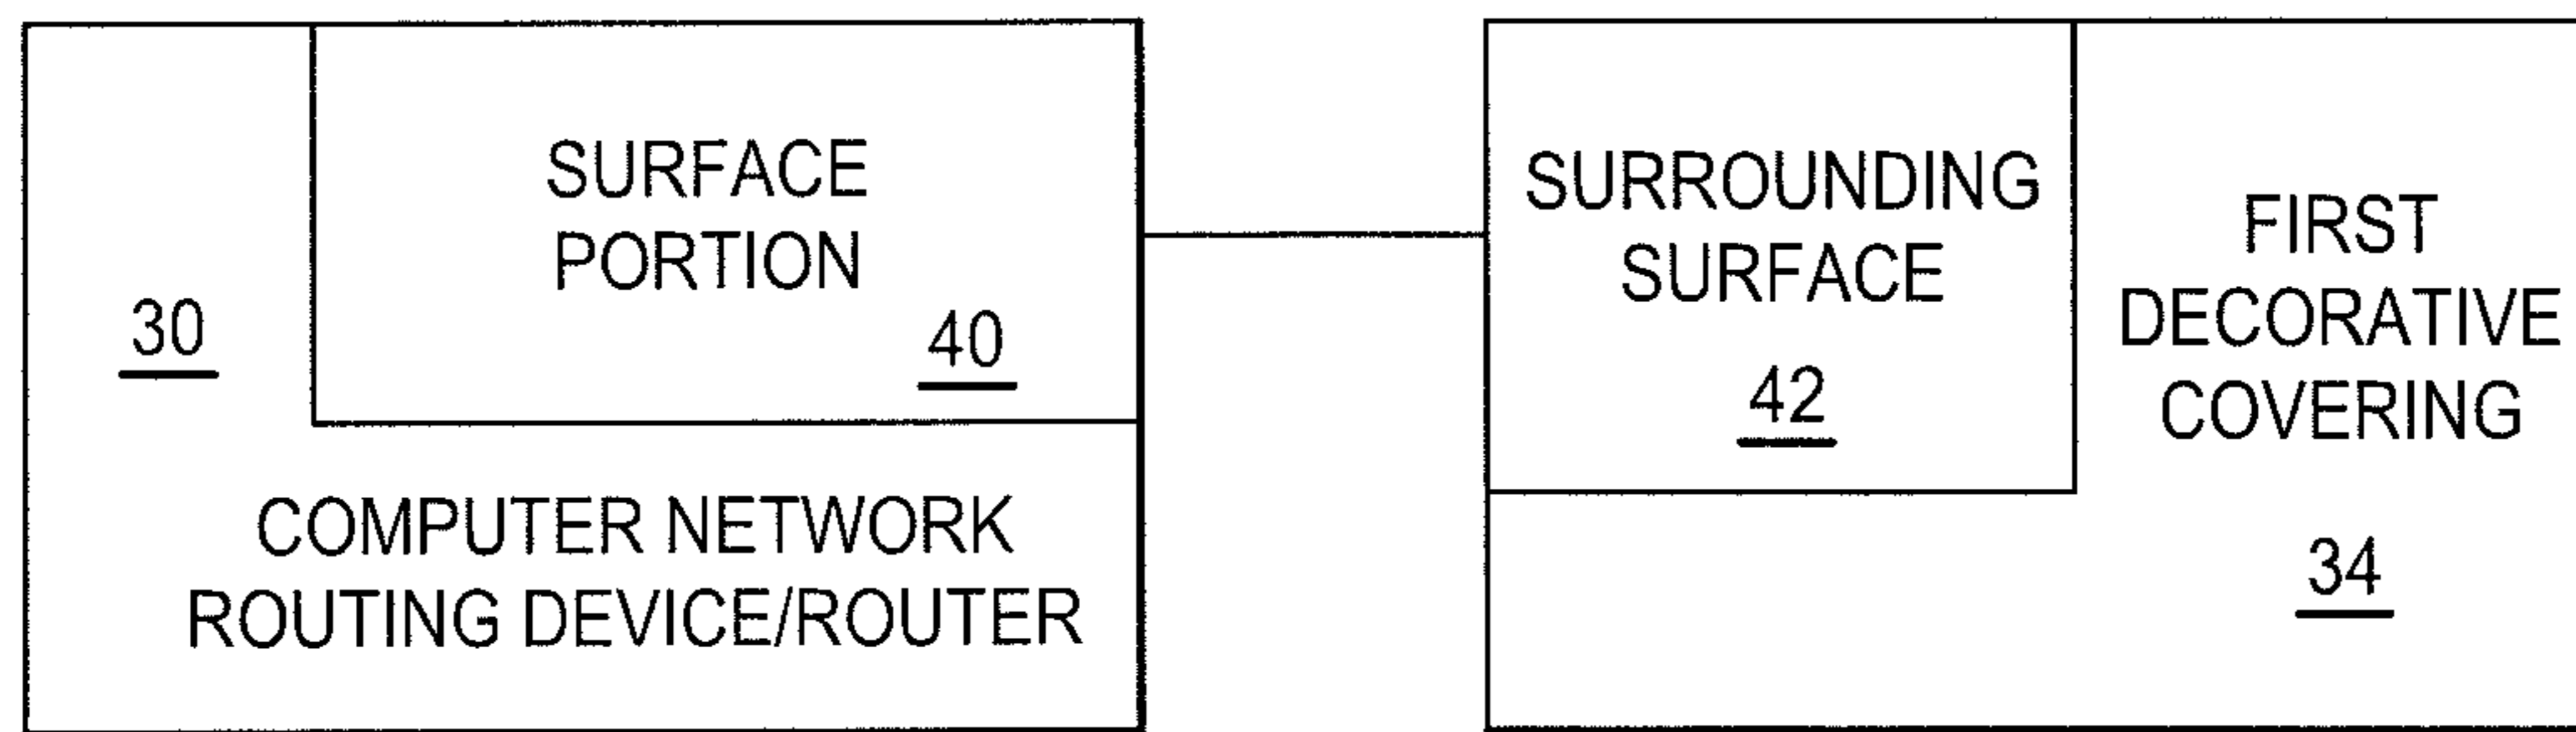 SURFACE
PORTION
40
30
COMPUTER NETWORK
ROUTING DEVICE/ROUTER
SURROUNDING
SURFACE
42
FIRST
DECORATIVE
COVERING
34